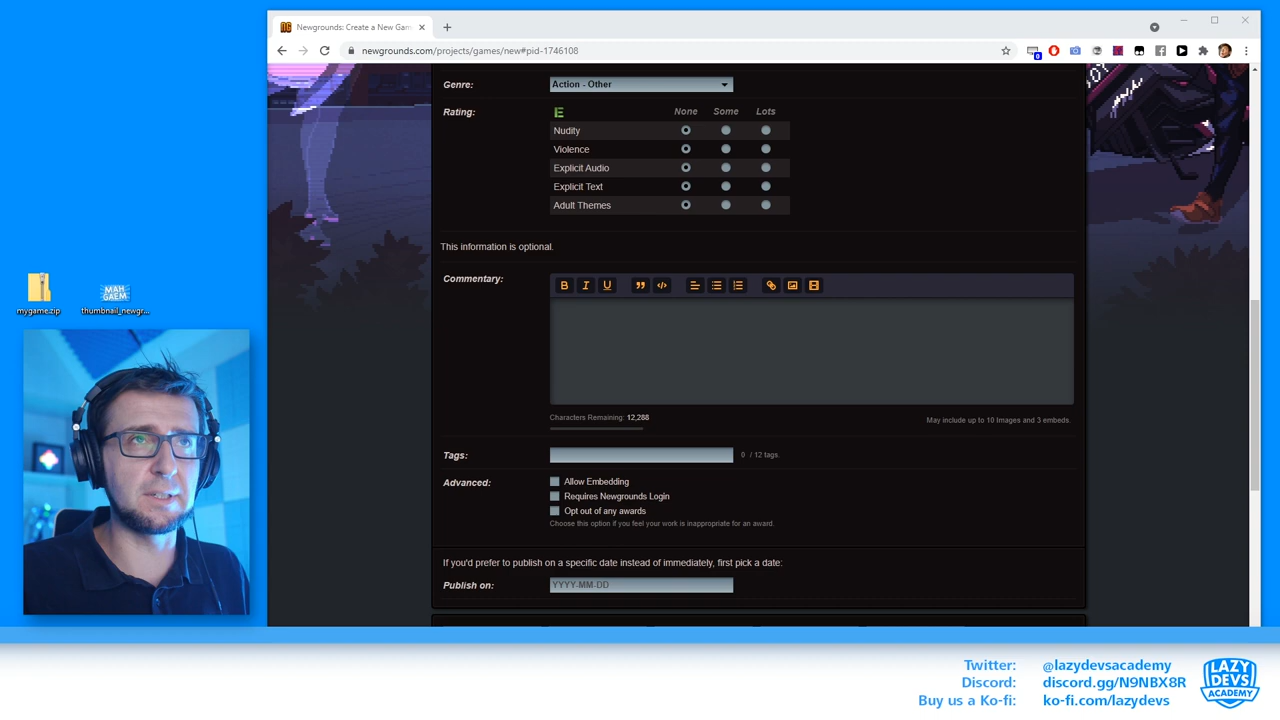 Newgrounds: Create a New Gam
newgrounds.com/projects/games/new#pid-1746108
0
Genre:
Action - Other
Rating:
E
None
Some
Lots
Nudity
Violence
Explicit Audio
Explicit Text
Adult Themes
This information is optional.
Commentary:
B I U
Characters Remaining: 12,288
May include up to 10 Images and 3 embeds.
Tags:
0 / 12 tags.
Advanced:
Allow Embedding
Requires Newgrounds Login
Opt out of any awards
Choose this option if you feel your work is inappropriate for an award.
If you'd prefer to publish on a specific date instead of immediately, first pick a date:
Publish on:
YYYY-MM-DD
MAH
GAEM
mygame.zip
thumbnail_newgr...
Twitter: @lazydevsacademy
Discord: discord.gg/N9NBX8R
Buy us a Ko-fi: ko-fi.com/lazydevs
LAZY
DEVS
ACADEMY